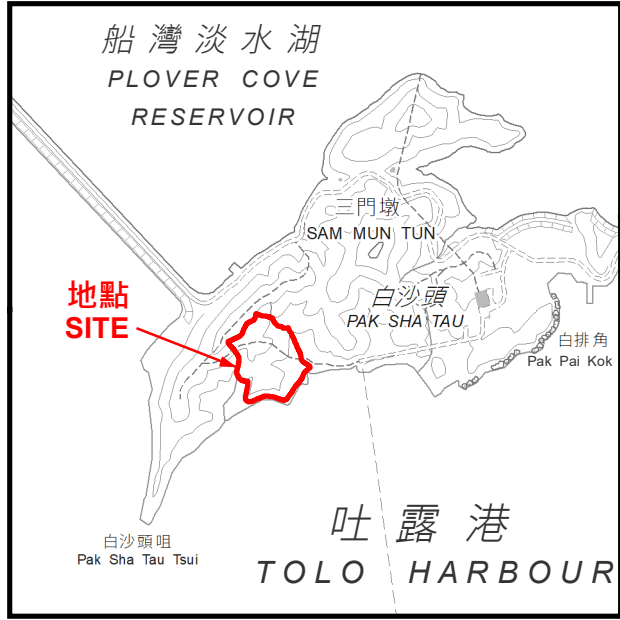 船灣淡水湖
PLOVER COVE
RESERVOIR
三門墩
SAM MUN TUN
地點
SITE
白沙頭
PAK SHA TAU
白排角
Pak Pai Kok
吐露港
TOLO HARBOUR
白沙頭咀
Pak Sha Tau Tsui